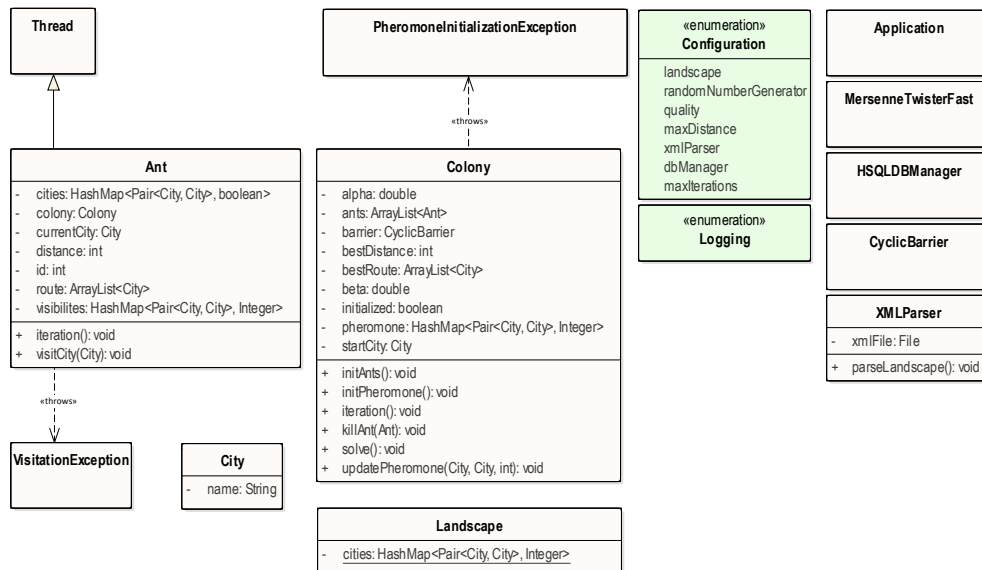 Thread
PheromoneInitializationException
«enumeration»
Configuration
landscape
randomNumberGenerator
quality
maxDistance
xmlParser
dbManager
maxIterations
Application
MersenneTwisterFast
HSQLDBManager
CyclicBarrier
XMLParser
- xmlFile: File
+ parseLandscape(): void
«enumeration»
Logging
«throws»
Ant
- cities: HashMap<Pair<City, City>, boolean>
- colony: Colony
- currentCity: City
- distance: int
- id: int
- route: ArrayList<City>
- visibilites: HashMap<Pair<City, City>, Integer>
+ iteration(): void
+ visitCity(City): void
Colony
- alpha: double
- ants: ArrayList<Ant>
- barrier: CyclicBarrier
- bestDistance: int
- bestRoute: ArrayList<City>
- beta: double
- initialized: boolean
- pheromone: HashMap<Pair<City, City>, Integer>
- startCity: City
+ initAnts(): void
+ initPheromone(): void
+ iteration(): void
+ killAnt(Ant): void
+ solve(): void
+ updatePheromone(City, City, int): void
«throws»
VisitationException
City
- name: String
Landscape
- cities: HashMap<Pair<City, City>, Integer>